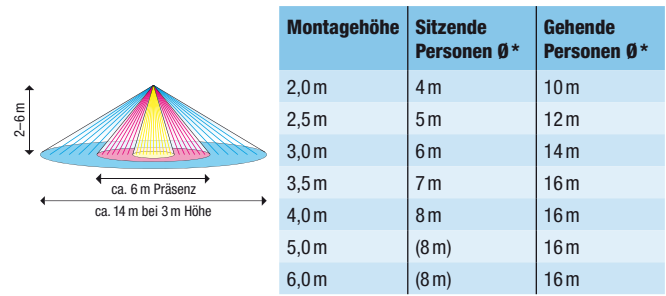 2–6 m
ca. 6 m Präsenz
ca. 14 m bei 3 m Höhe
Montagehöhe Sitzende Personen Ø* Gehende Personen Ø*
2,0 m 4 m 10 m
2,5 m 5 m 12 m
3,0 m 6 m 14 m
3,5 m 7 m 16 m
4,0 m 8 m 16 m
5,0 m (8 m) 16 m
6,0 m (8 m) 16 m